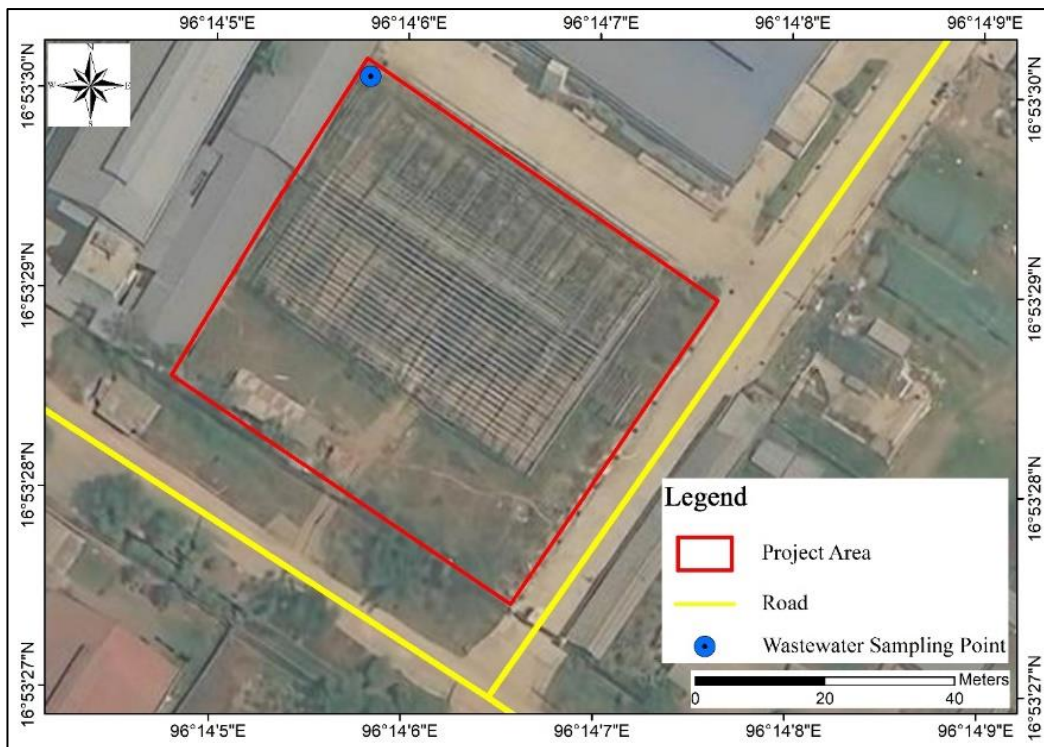 96°14'5"E 96°14'6"E 96°14'7"E 96°14'8"E 96°14'9"E
N
W E
S
16°53'30"N
16°53'29"N
16°53'28"N
16°53'27"N
16°53'30"N
16°53'29"N
16°53'28"N
16°53'27"N
Legend
Project Area
Road
Wastewater Sampling Point
Meters
0 20 40
96°14'5"E 96°14'6"E 96°14'7"E 96°14'8"E 96°14'9"E